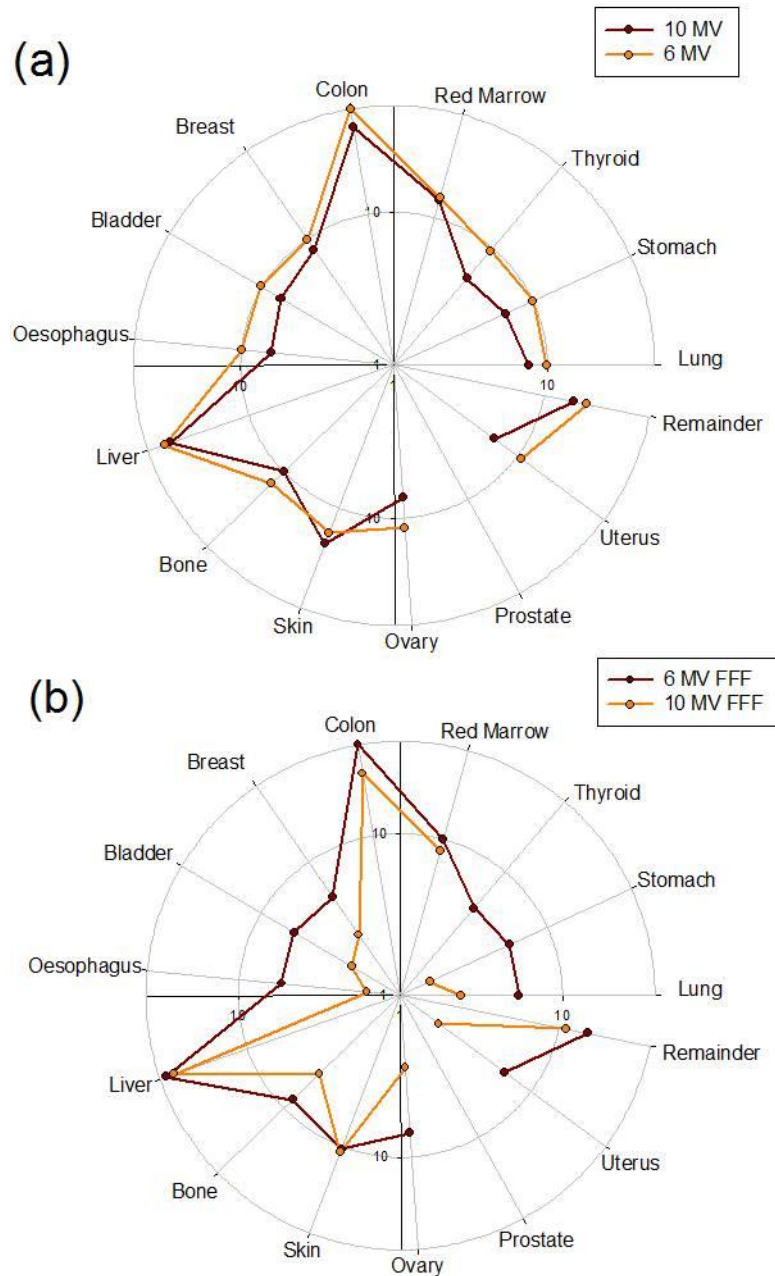 (a)
10 MV
6 MV
Colon
Red Marrow
Breast
Thyroid
Bladder
Stomach
10
Oesophagus
Lung
10
1
1
10
Remainder
Liver
10
Uterus
Bone
Prostate
Skin
Ovary
(b)
6 MV FFF
10 MV FFF
Colon
Red Marrow
Breast
Thyroid
Bladder
Stomach
10
Oesophagus
Lung
10
1
1
10
Remainder
Liver
10
Uterus
Bone
Prostate
Skin
Ovary